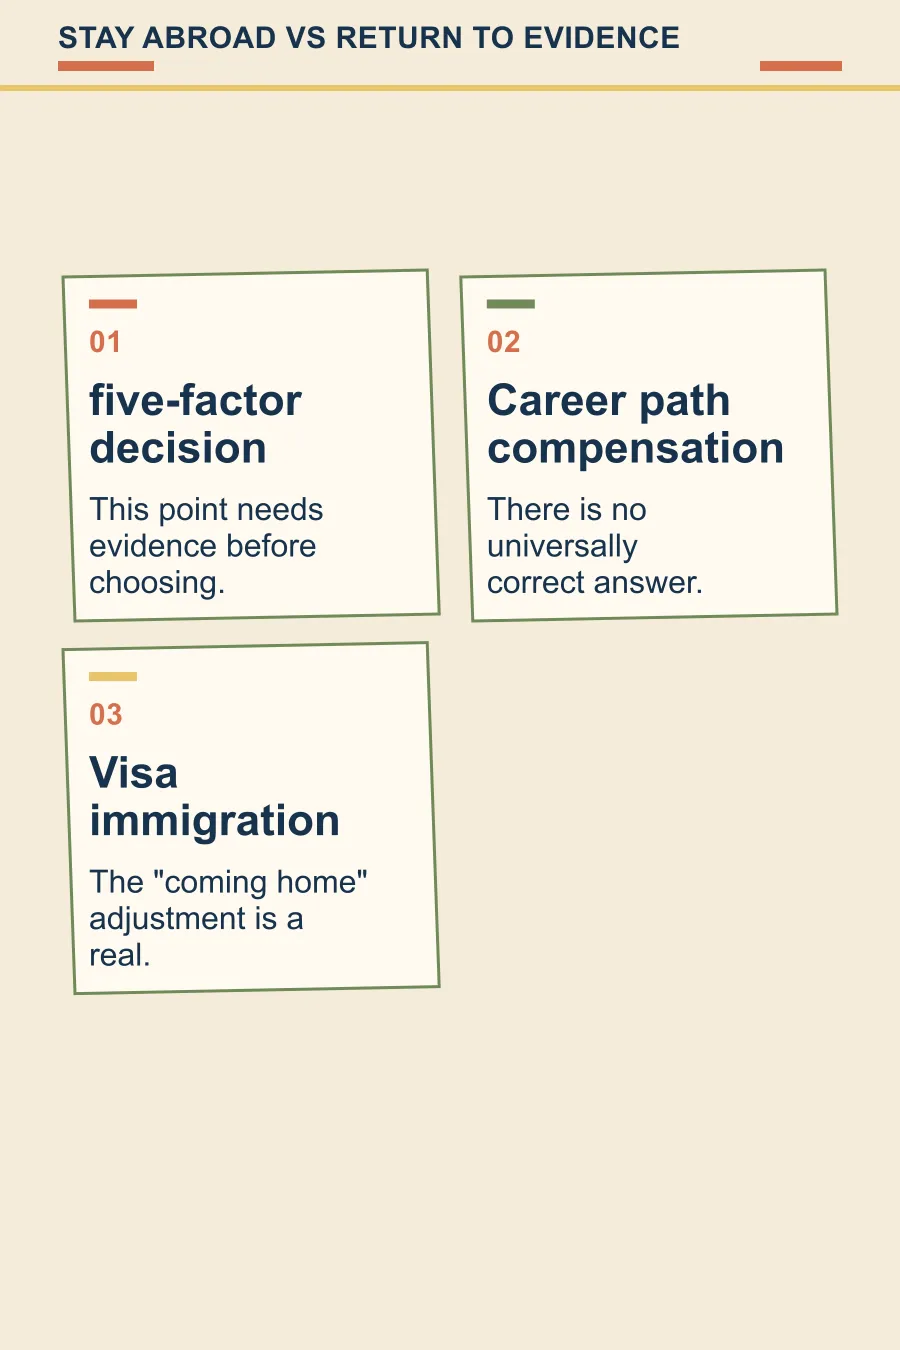 STAY ABROAD VS RETURN TO EVIDENCE
01
five-factor
decision
This point needs
evidence before
choosing.
02
Career path
compensation
There is no
universally
correct answer.
03
Visa
immigration
The "coming home"
adjustment is a
real.